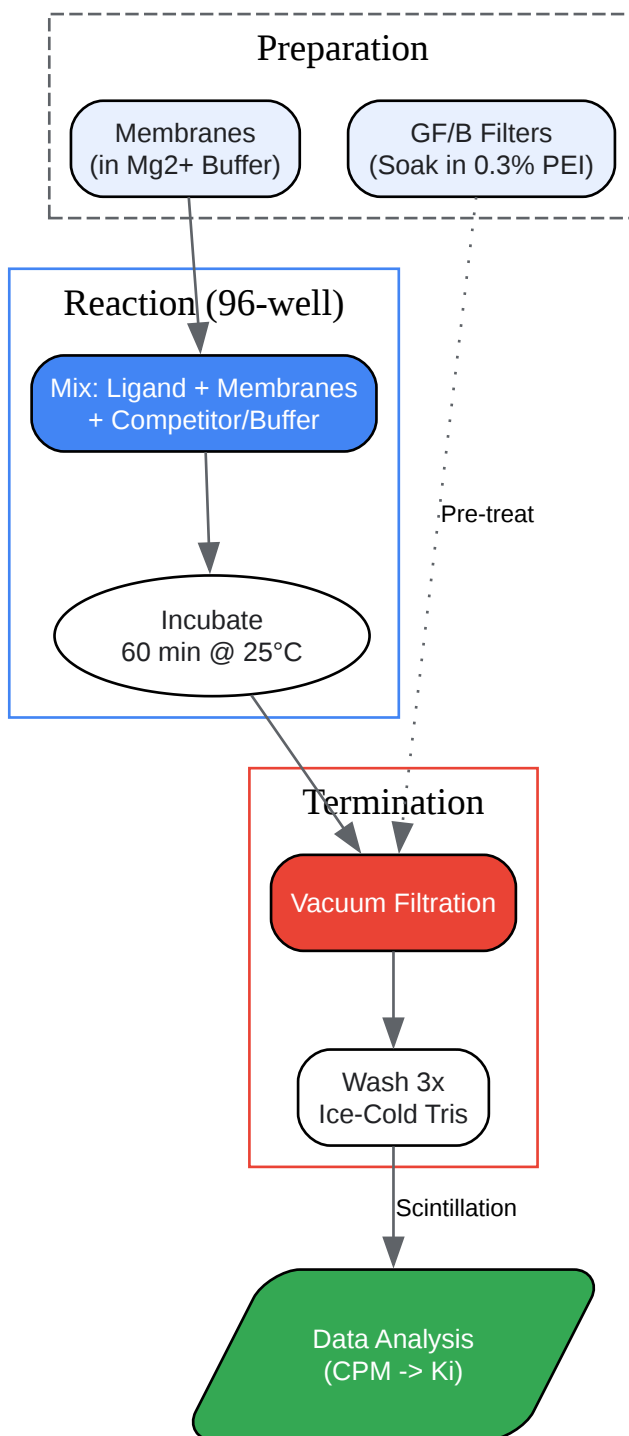 Preparation
Membranes
(in Mg2+ Buffer)
GF/B Filters
(Soak in 0.3% PEI)
Reaction (96-well)
Mix: Ligand + Membranes
+ Competitor/Buffer
Pre-treat
Incubate
60 min @ 25°C
Termination
Vacuum Filtration
Wash 3x
Ice-Cold Tris
Scintillation
Data Analysis
(CPM -> Ki)